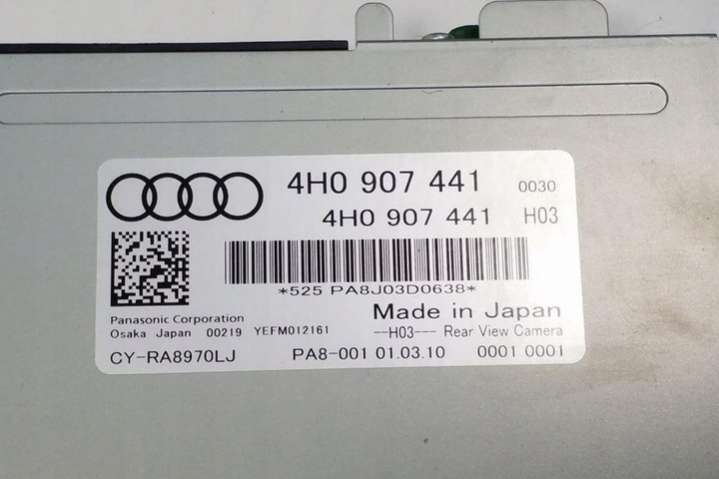 4H0 907 441 0030
4H0 907 441 H03
*525 PA8J03D0638*
Made in Japan
Panasonic Corporation
Osaka Japan 00219 YEFM012161 --H03--- Rear View Camera
CY-RA8970LJ PA8-001 01.03.10 0001 0001